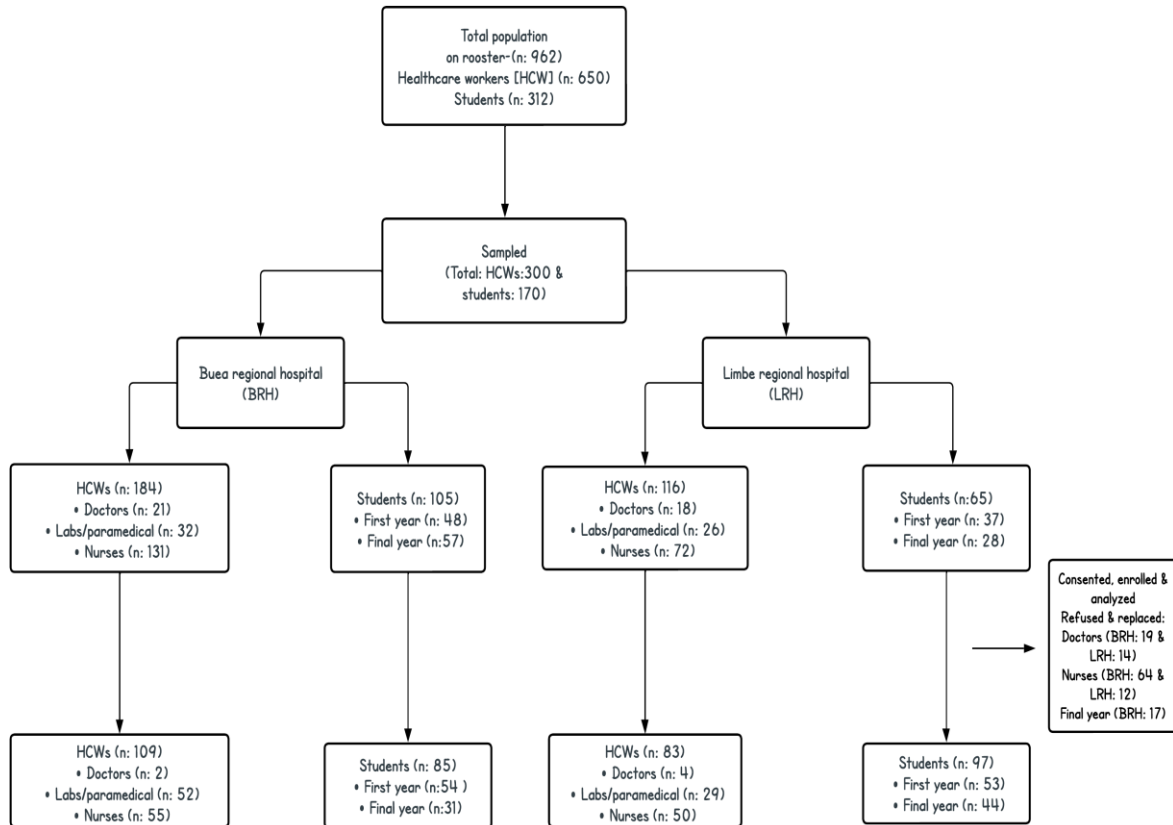 Total population
on rooster-(n: 962)
Healthcare workers [HCW] (n: 650)
Students (n: 312)
Sampled
(Total: HCWs:300 &
students: 170)
Buea regional hospital
(BRH)
Limbe regional hospital
(LRH)
HCWs (n: 184)
• Doctors (n: 21)
• Labs/paramedical (n: 32)
• Nurses (n: 131)
Students (n: 105)
• First year (n: 48)
• Final year (n:57)
HCWs (n: 116)
• Doctors (n: 18)
• Labs/paramedical (n: 26)
• Nurses (n: 72)
Students (n:65)
• First year (n: 37)
• Final year (n: 28)
Consented, enrolled &
analyzed
Refused & replaced:
Doctors (BRH: 19 &
LRH: 14)
Nurses (BRH: 64 &
LRH: 12)
Final year (BRH: 17)
HCWs (n: 109)
• Doctors (n: 2)
• Labs/paramedical (n: 52)
• Nurses (n: 55)
Students (n: 85)
• First year (n:54 )
• Final year (n:31)
HCWs (n: 83)
• Doctors (n: 4)
• Labs/paramedical (n: 29)
• Nurses (n: 50)
Students (n: 97)
• First year (n: 53)
• Final year (n: 44)